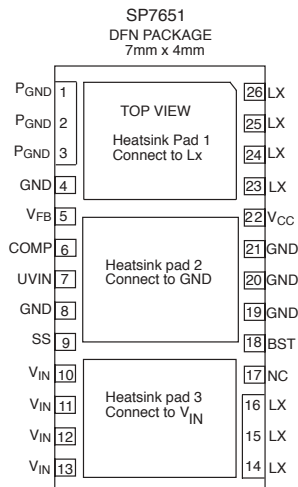 SP7651
DFN PACKAGE
7mm x 4mm
PGND 1
PGND 2
PGND 3
GND 4
VFB 5
COMP 6
UVIN 7
GND 8
SS 9
VIN 10
VIN 11
VIN 12
VIN 13
TOP VIEW
Heatsink Pad 1
Connect to Lx
Heatsink pad 2
Connect to GND
Heatsink pad 3
Connect to VIN
26 LX
25 LX
24 LX
23 LX
22 VCC
21 GND
20 GND
19 GND
18 BST
17 NC
16 LX
15 LX
14 LX